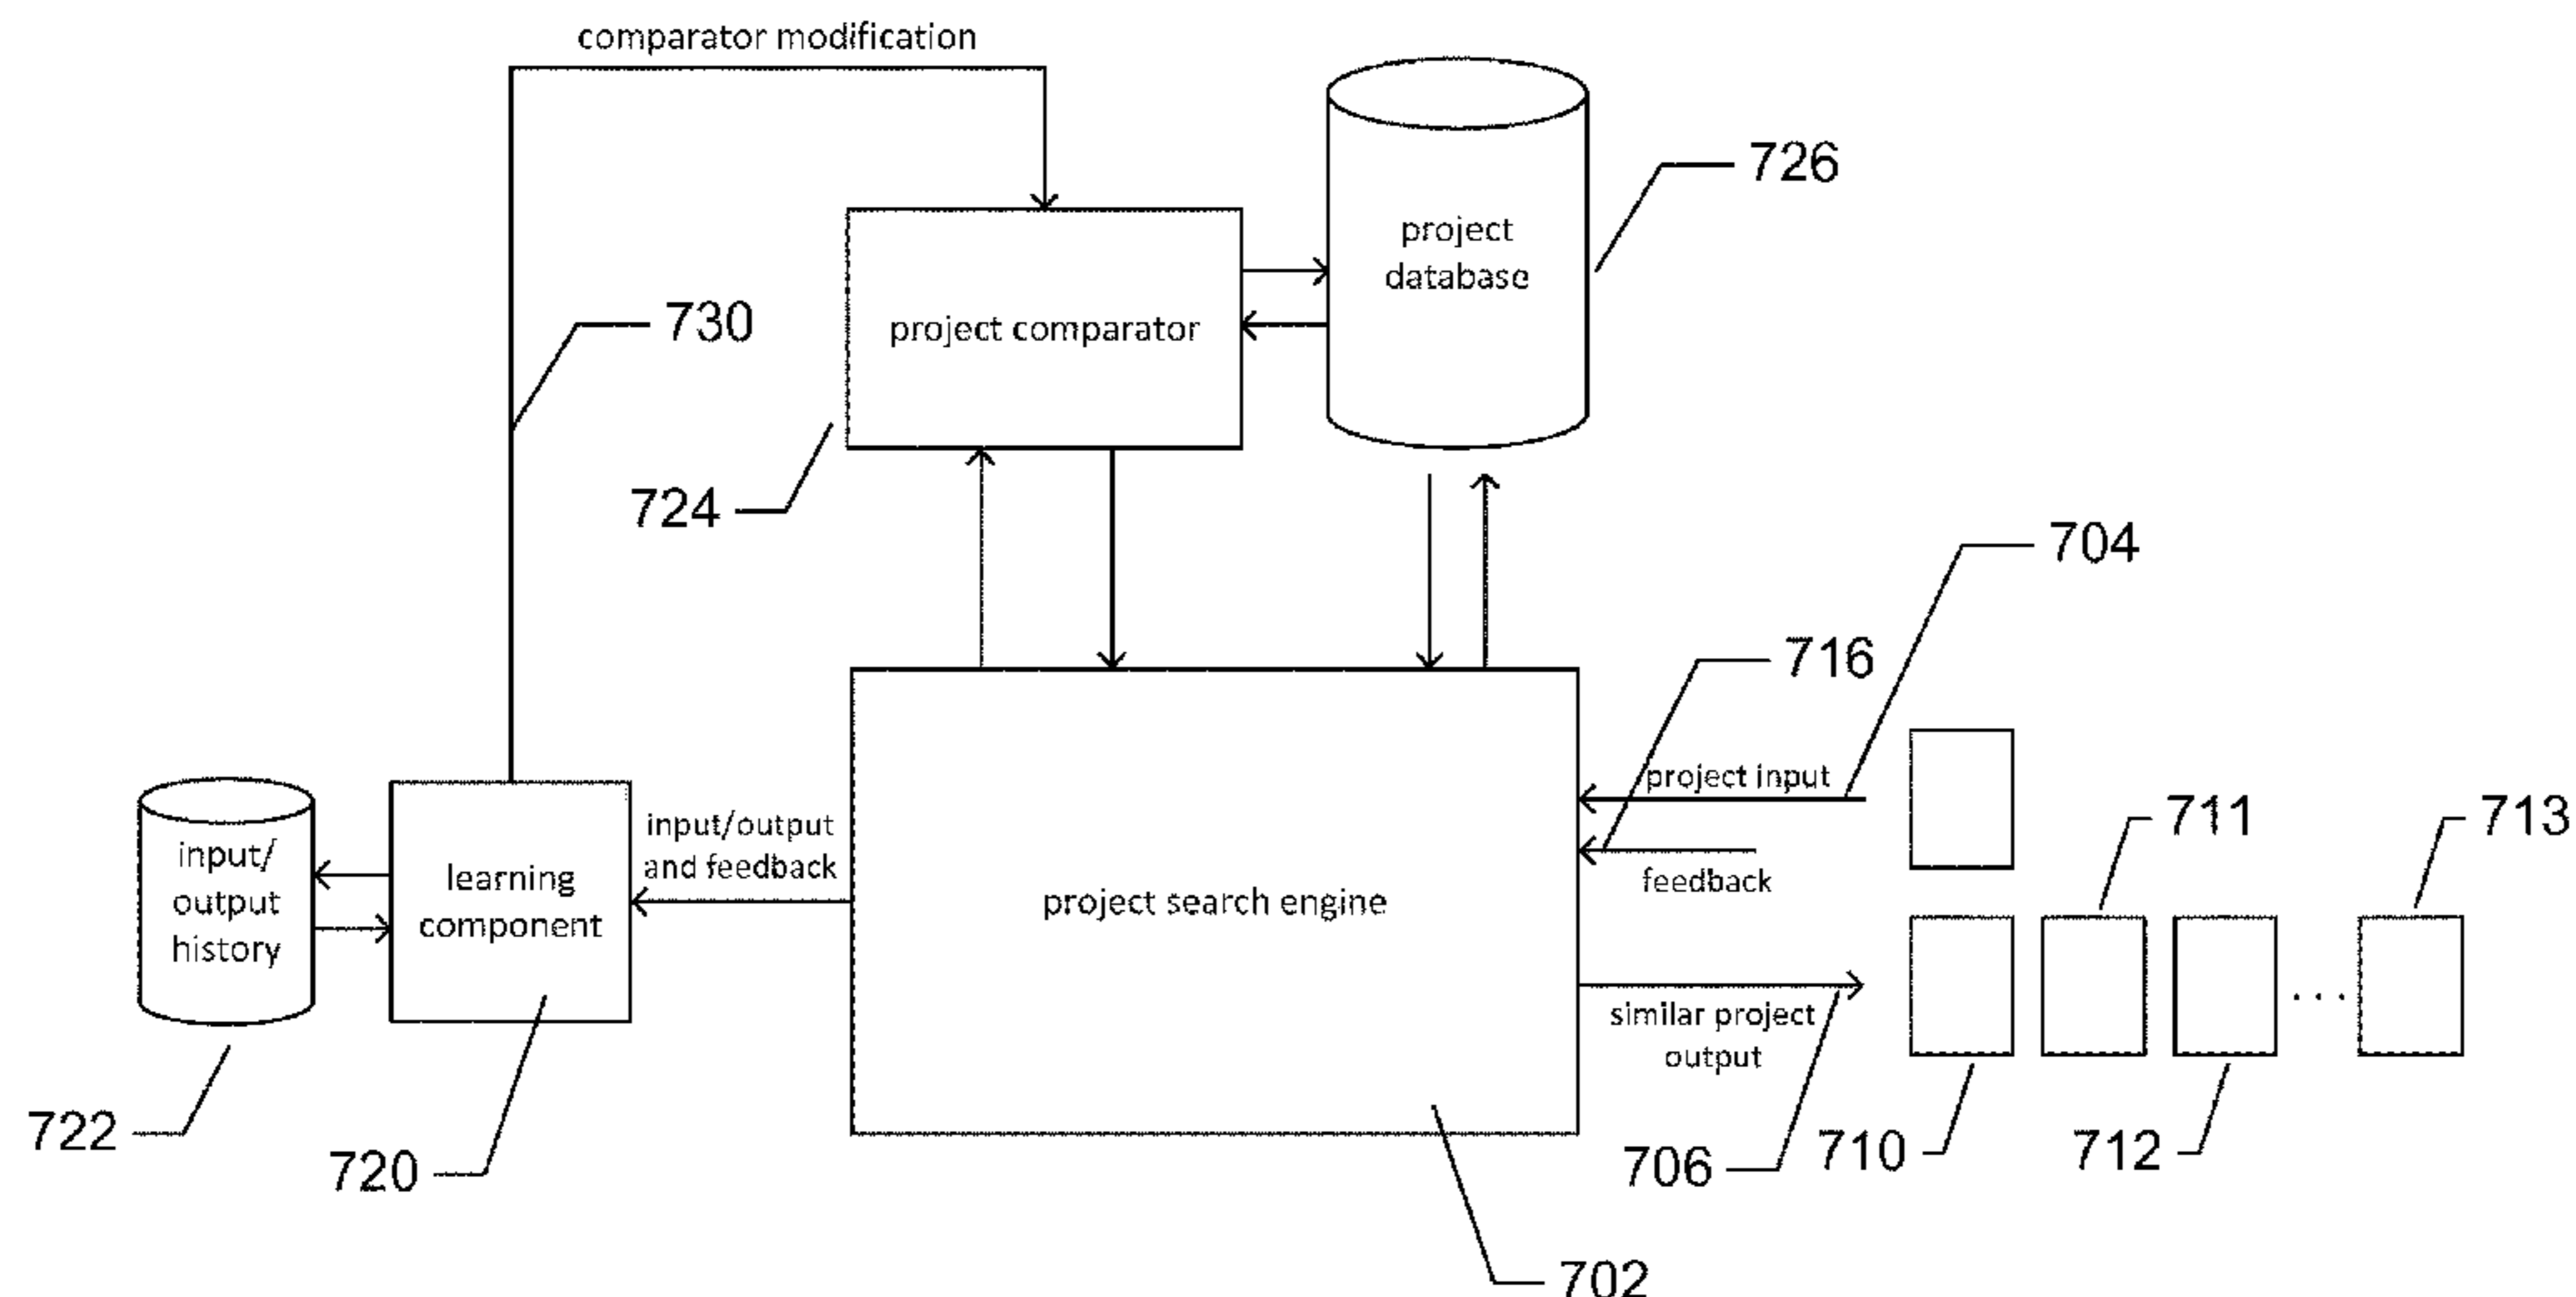 comparator modification
726
project
database
730
project comparator
724
704
716
project input
711
713
input/output
and feedback
input/
output
history
learning
component
feedback
project search engine
similar project
output
. . .
722
720
706
710
712
702